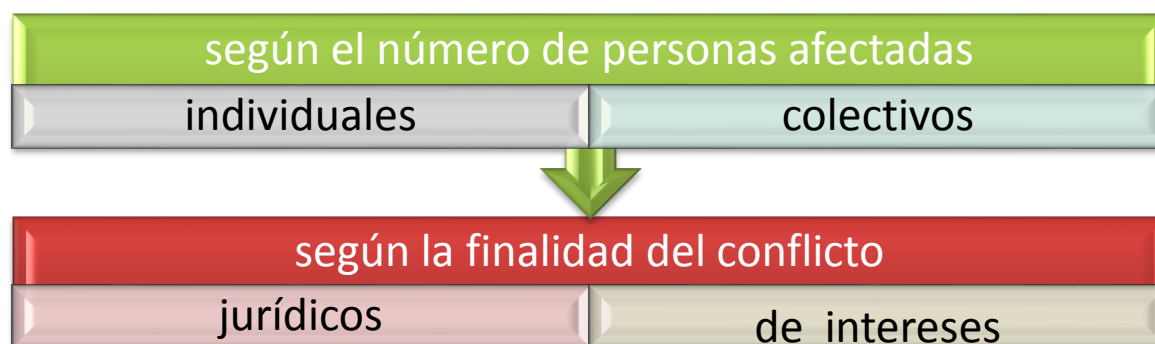 según el número de personas afectadas
individuales colectivos
según la finalidad del conflicto
jurídicos de intereses